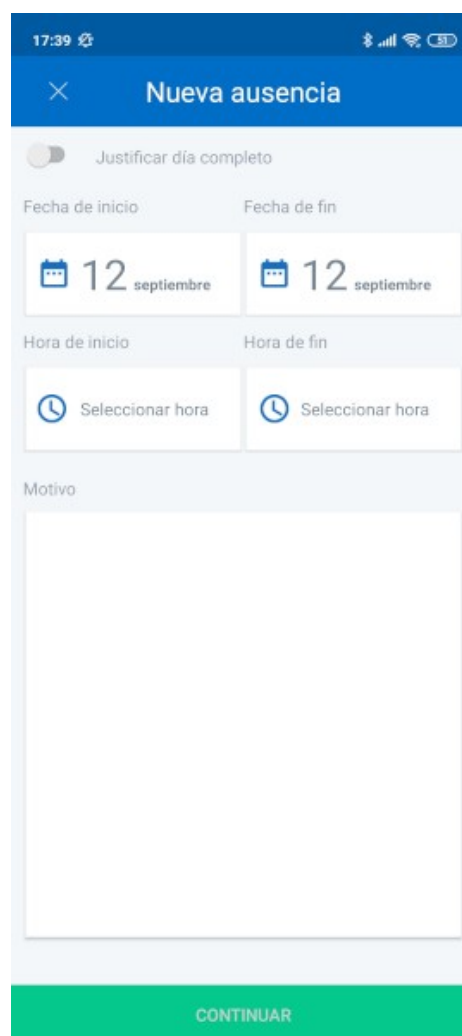 17:39 51
Nueva ausencia
Justificar día completo
Fecha de inicio Fecha de fin
12 septiembre 12 septiembre
Hora de inicio Hora de fin
Seleccionar hora Seleccionar hora
Motivo
CONTINUAR